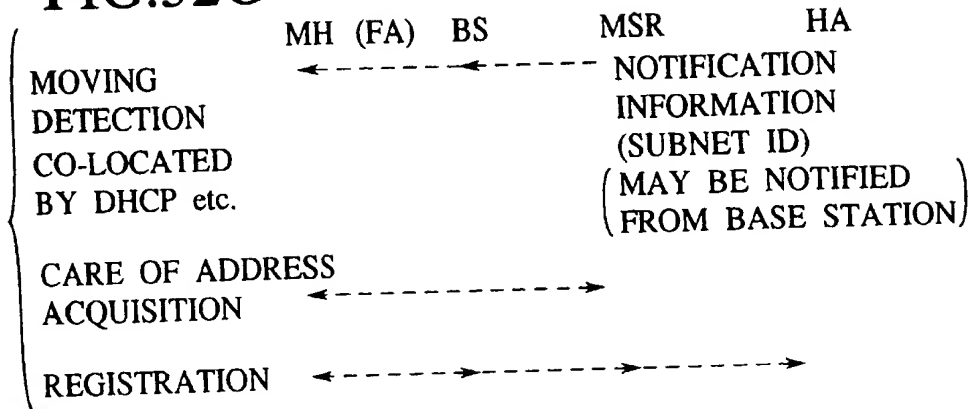 MH (FA) BS MSR HA
MOVING NOTIFICATION
DETECTION INFORMATION
CO-LOCATED (SUBNET ID)
BY DHCP etc. (MAY BE NOTIFIED
FROM BASE STATION)
CARE OF ADDRESS
ACQUISITION
REGISTRATION